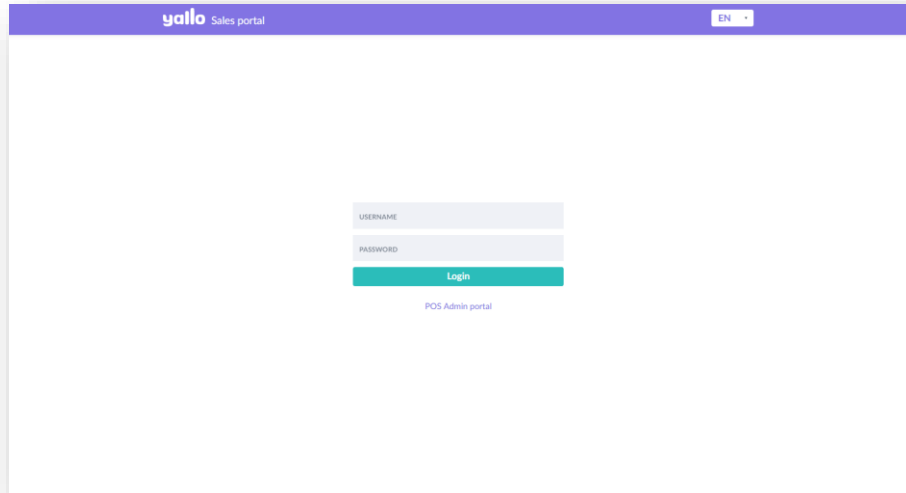 yallo Sales portal EN
USERNAME
PASSWORD
Login
POS Admin portal